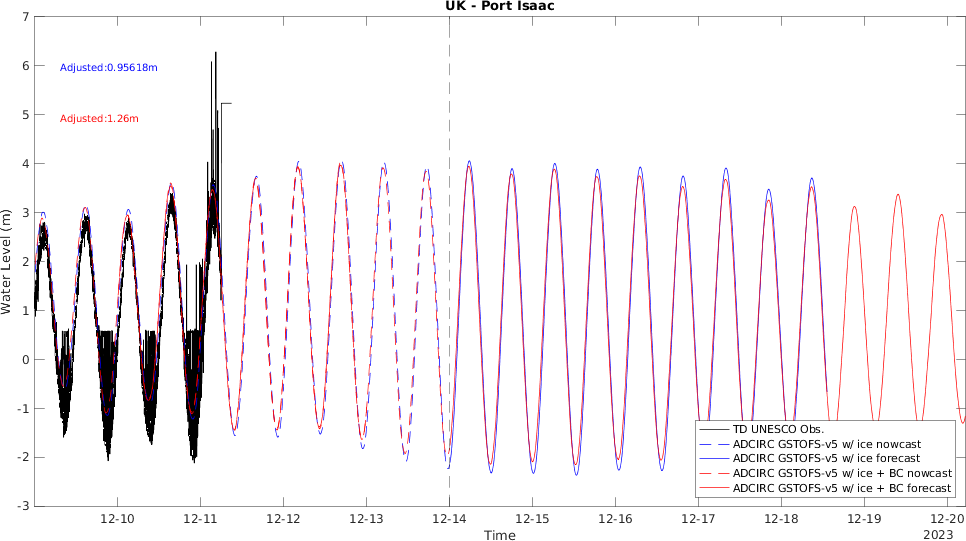 UK - Port Isaac
7
6
5
4
3
2
1
0
-1
-2
-3
Water Level (m)
Adjusted:0.95618m
Adjusted:1.26m
TD UNESCO Obs.
ADCIRC GSTOFS-v5 w/ ice nowcast
ADCIRC GSTOFS-v5 w/ ice forecast
ADCIRC GSTOFS-v5 w/ ice + BC nowcast
ADCIRC GSTOFS-v5 w/ ice + BC forecast
12-10 12-11 12-12 12-13 12-14 12-15 12-16 12-17 12-18 12-19 12-20
Time
2023